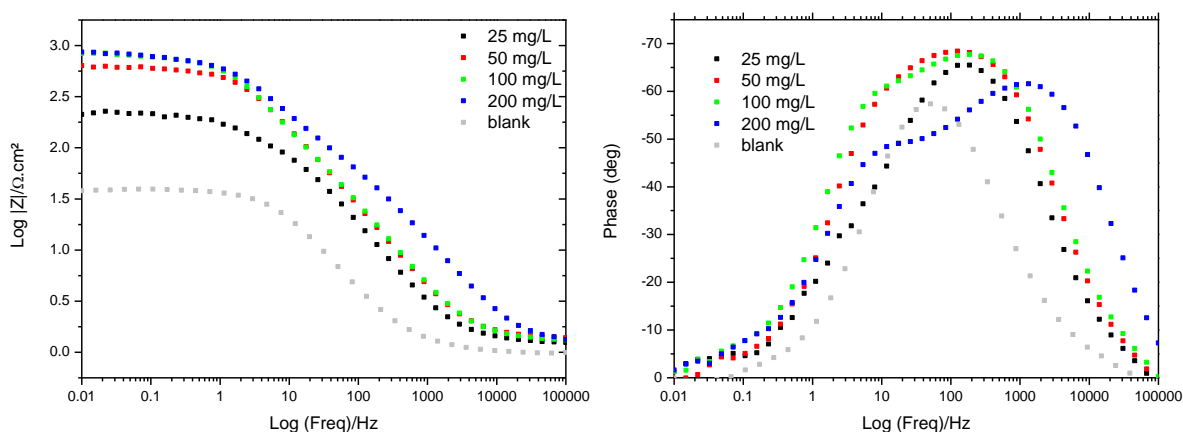 3.0
2.5
2.0
1.5
1.0
0.5
0.0
Log |Z|/Ω.cm²
25 mg/L
50 mg/L
100 mg/L
200 mg/L
blank
0.01
0.1
1
10
100
1000
10000
100000
Log (Freq)/Hz
-70
-60
-50
-40
-30
-20
-10
0
Phase (deg)
25 mg/L
50 mg/L
100 mg/L
200 mg/L
blank
0.01
0.1
1
10
100
1000
10000
100000
Log (Freq)/Hz